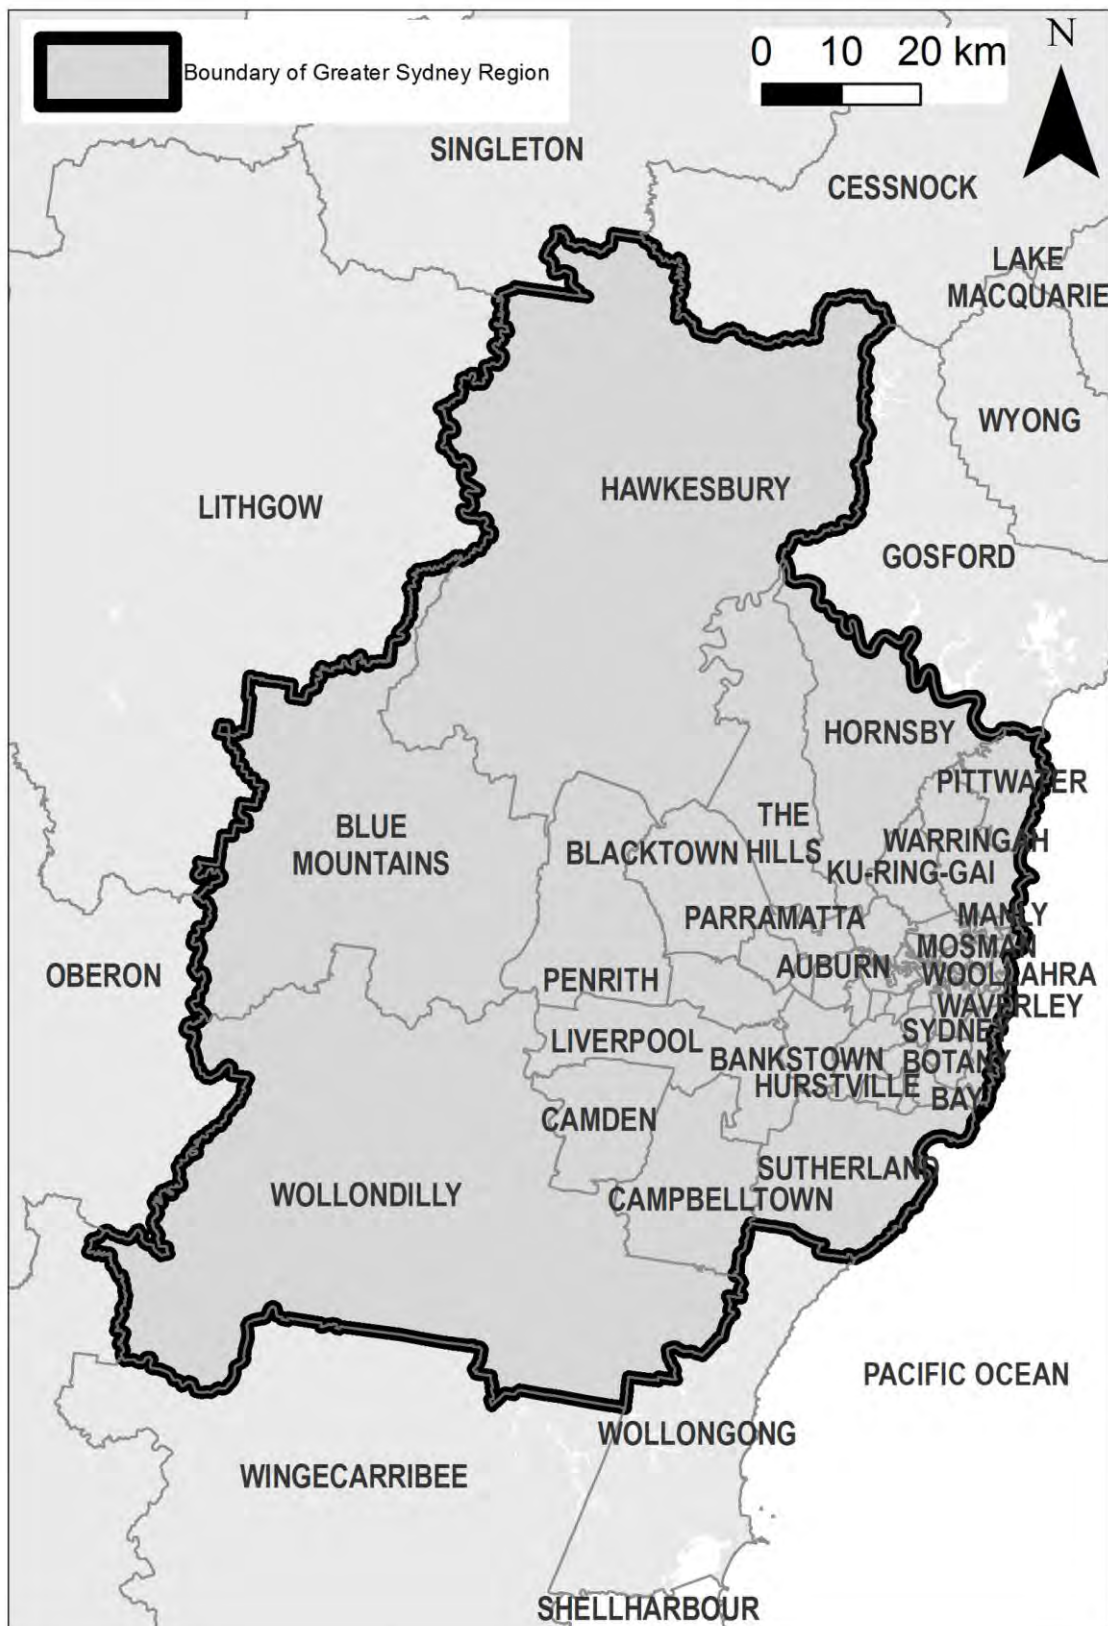 Boundary of Greater Sydney Region
0 10 20 km
N
SINGLETON
CESSNOCK
LAKE
MACQUARIE
WYONG
LITHGOW
HAWKESBURY
GOSFORD
HORNSBY
PITTWATER
THE
HILLS
BLUE
MOUNTAINS
BLACKTOWN
WARRINGAH
KU-RING-GAI
PARRAMATTA
MANLY
MOSMAN
OBERON
PENRITH
AUBURN
WOOLLAHRA
WAVERLEY
SYDNEY
LIVERPOOL
BANKSTOWN
BOTANY
BAY
HURSTVILLE
CAMDEN
SUTHERLAND
WOLLONDILLY
CAMPBELLTOWN
PACIFIC OCEAN
WOLLONGONG
WINGECARRIBEE
SHELLHARBOUR